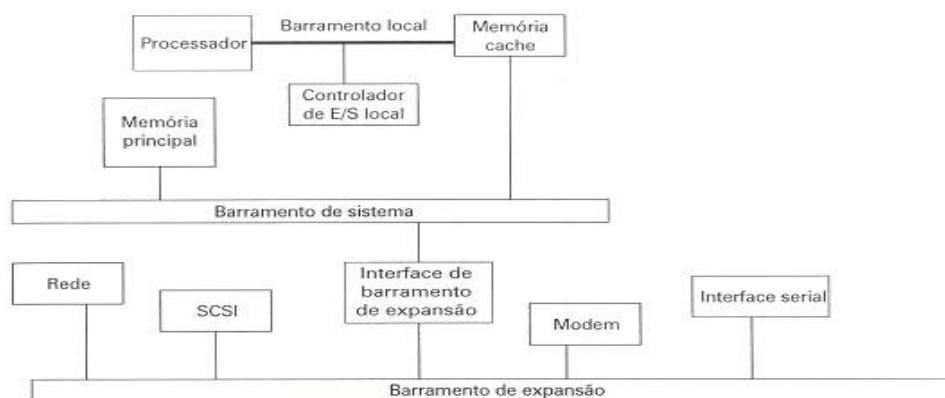 Barramento local
Processador
Memória
cache
Controlador
de E/S local
Memória
principal
Barramento de sistema
Rede
SCSI
Interface de
barramento
de expansão
Modem
Interface serial
Barramento de expansão